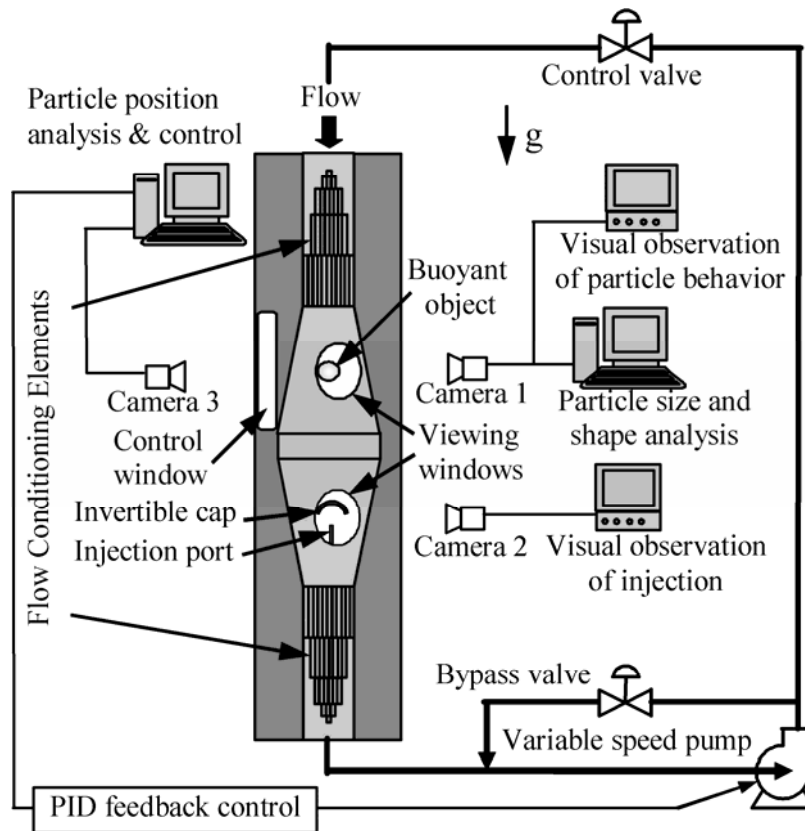 Control valve
Particle position
analysis & control
Flow
g
Visual observation
of particle behavior
Buoyant
object
Camera 3
Camera 1
Particle size and
shape analysis
Control
window
Viewing
windows
Flow Conditioning Elements
Invertible cap
Injection port
Camera 2
Visual observation
of injection
Bypass valve
Variable speed pump
PID feedback control